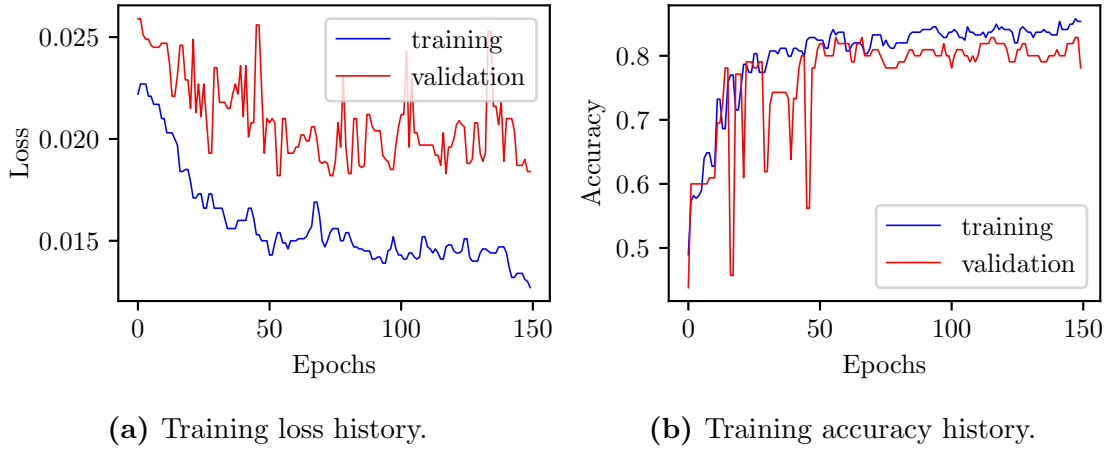 0.025
0.020
0.015
Loss
training
validation
0
50
100
150
Epochs
(a) Training loss history.
0.8
0.7
0.6
0.5
Accuracy
training
validation
0
50
100
150
Epochs
(b) Training accuracy history.